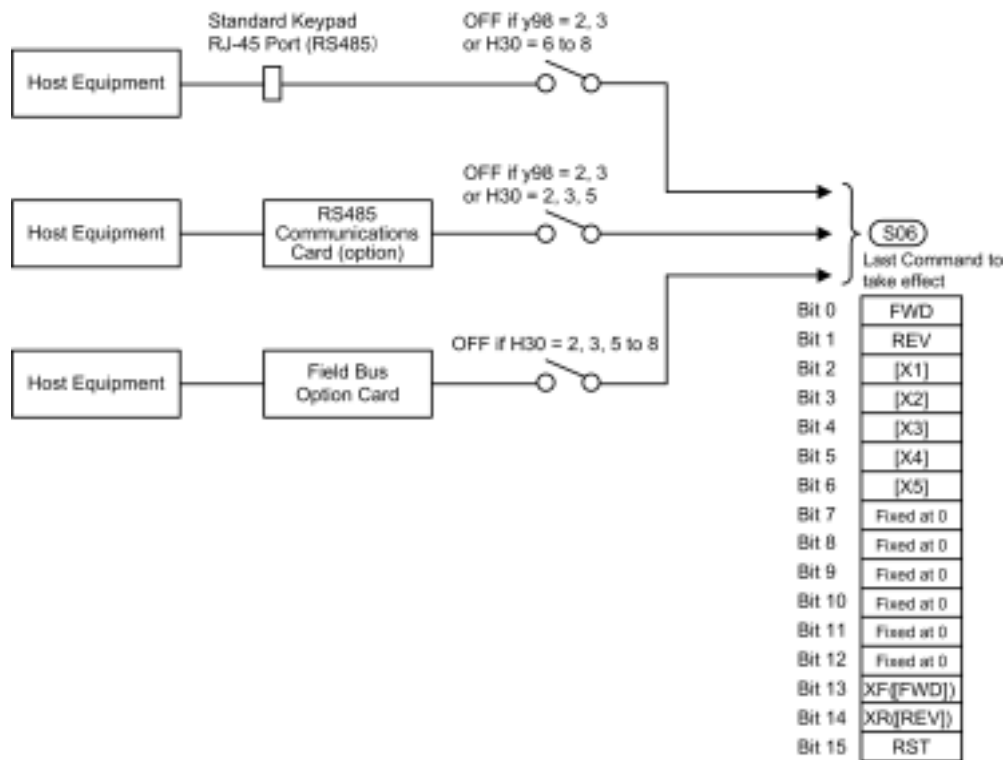 Standard Keypad
RJ-45 Port (RS485)
OFF if y98 = 2, 3
or H30 = 6 to 8
Host Equipment
OFF if y98 = 2, 3
or H30 = 2, 3, 5
Host Equipment
RS485
Communications
Card (option)
S06
Last Command to
take effect
OFF if H30 = 2, 3, 5 to 8
Host Equipment
Field Bus
Option Card
Bit 0 FWD
Bit 1 REV
Bit 2 [X1]
Bit 3 [X2]
Bit 4 [X3]
Bit 5 [X4]
Bit 6 [X5]
Bit 7 Fixed at 0
Bit 8 Fixed at 0
Bit 9 Fixed at 0
Bit 10 Fixed at 0
Bit 11 Fixed at 0
Bit 12 Fixed at 0
Bit 13 XF([FWD])
Bit 14 XR([REV])
Bit 15 RST